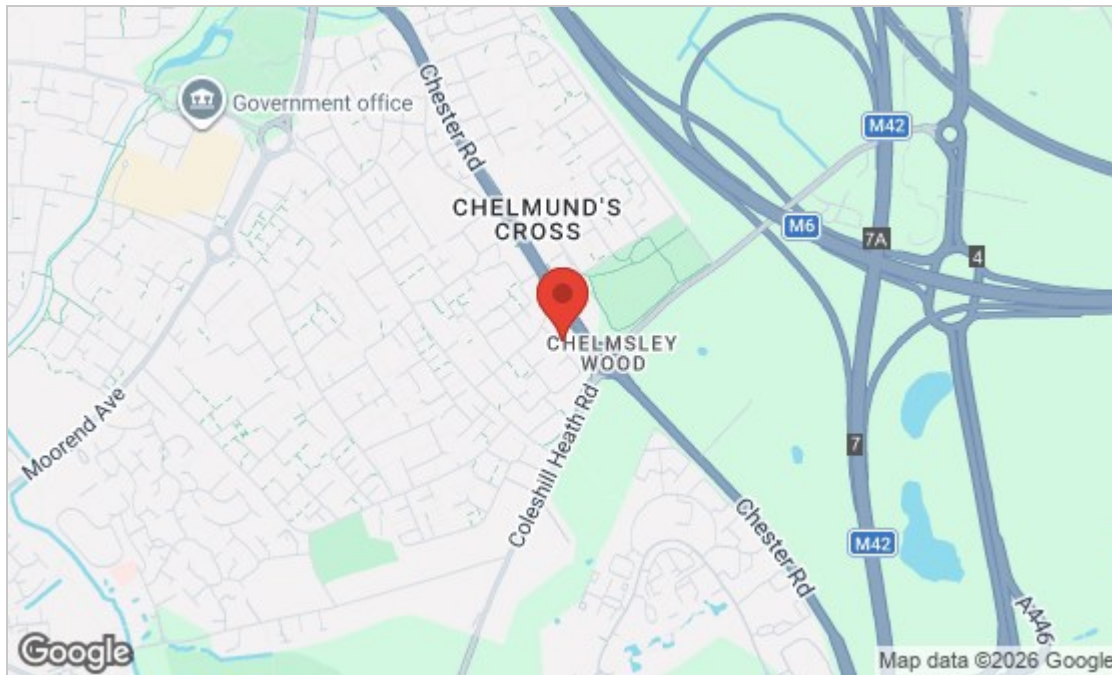 Chester Rd
M42
Government office
CHELMUND'S
CROSS
M6
7A
4
CHELMSLEY
WOOD
Moorend Ave
Coleshill Heath Rd
7
Chester Rd
M42
A446
Google
Map data ©2026 Google